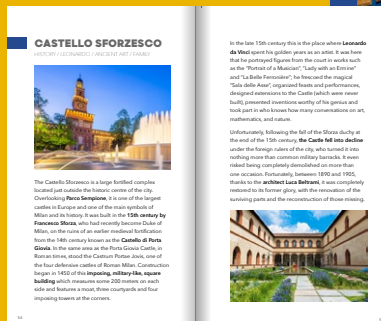 CASTELLO SFORZESCO
HISTORY / LEONARDO / ANCIENT ART / FAMILY
The Castello Sforzesco is a large fortified complex
located just outside the historic centre of the city.
Overlooking Parco Sempione, it is one of the largest
castles in Europe and one of the main symbols of
Milan and its history. It was built in the 15th century by
Francesco Sforza, who had recently become Duke of
Milan, on the ruins of an earlier medieval fortification
from the 14th century known as the Castello di Porta
Giovia. In the same area as the Porta Giovia Castle, in
Roman times, stood the Castrum Portae Jovis, one of
the four defensive castles of Roman Milan. Construction
began in 1450 of this imposing, military-like, square
building which measures some 200 meters on each
side and features a moat, three courtyards and four
imposing towers at the corners.
In the late 15th century this is the place where Leonardo
da Vinci spent his golden years as an artist. It was here
that he portrayed figures from the court in works such
as the "Portrait of a Musician", "Lady with an Ermine"
and "La Belle Ferronière"; he frescoed the magical
"Sala delle Asse", organized feasts and performances,
designed extensions to the Castle (which were never
built), presented inventions worthy of his genius and
took part in who knows how many conversations on art,
mathematics, and nature.
Unfortunately, following the fall of the Sforza duchy at
the end of the 15th century, the Castle fell into decline
under the foreign rulers of the city, who turned it into
nothing more than common military barracks. It even
risked being completely demolished on more than
one occasion. Fortunately, between 1890 and 1905,
thanks to the architect Luca Beltrami, it was completely
restored to its former glory, with the renovation of the
surviving parts and the reconstruction of those missing.